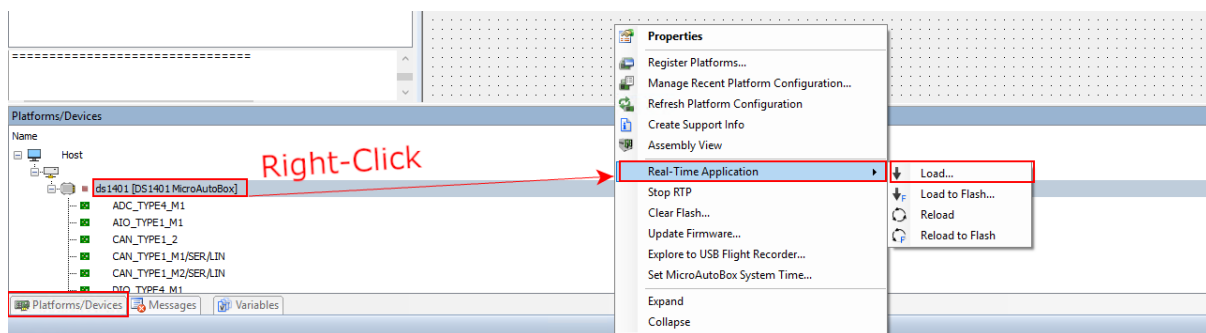 ================================
Platforms/Devices
Name
Host
ds1401 [DS1401 MicroAutoBox]
ADC_TYPE4_M1
AIO_TYPE1_M1
CAN_TYPE1_2
CAN_TYPE1_M1/SER/LIN
CAN_TYPE1_M2/SER/LIN
DIO_TYPE4_M1
Platforms/Devices
Messages
Variables
Right-Click
Properties
Register Platforms...
Manage Recent Platform Configuration...
Refresh Platform Configuration
Create Support Info
Assembly View
Real-Time Application
Stop RTP
Clear Flash...
Update Firmware...
Explore to USB Flight Recorder...
Set MicroAutoBox System Time...
Expand
Collapse
Load...
Load to Flash...
Reload
Reload to Flash